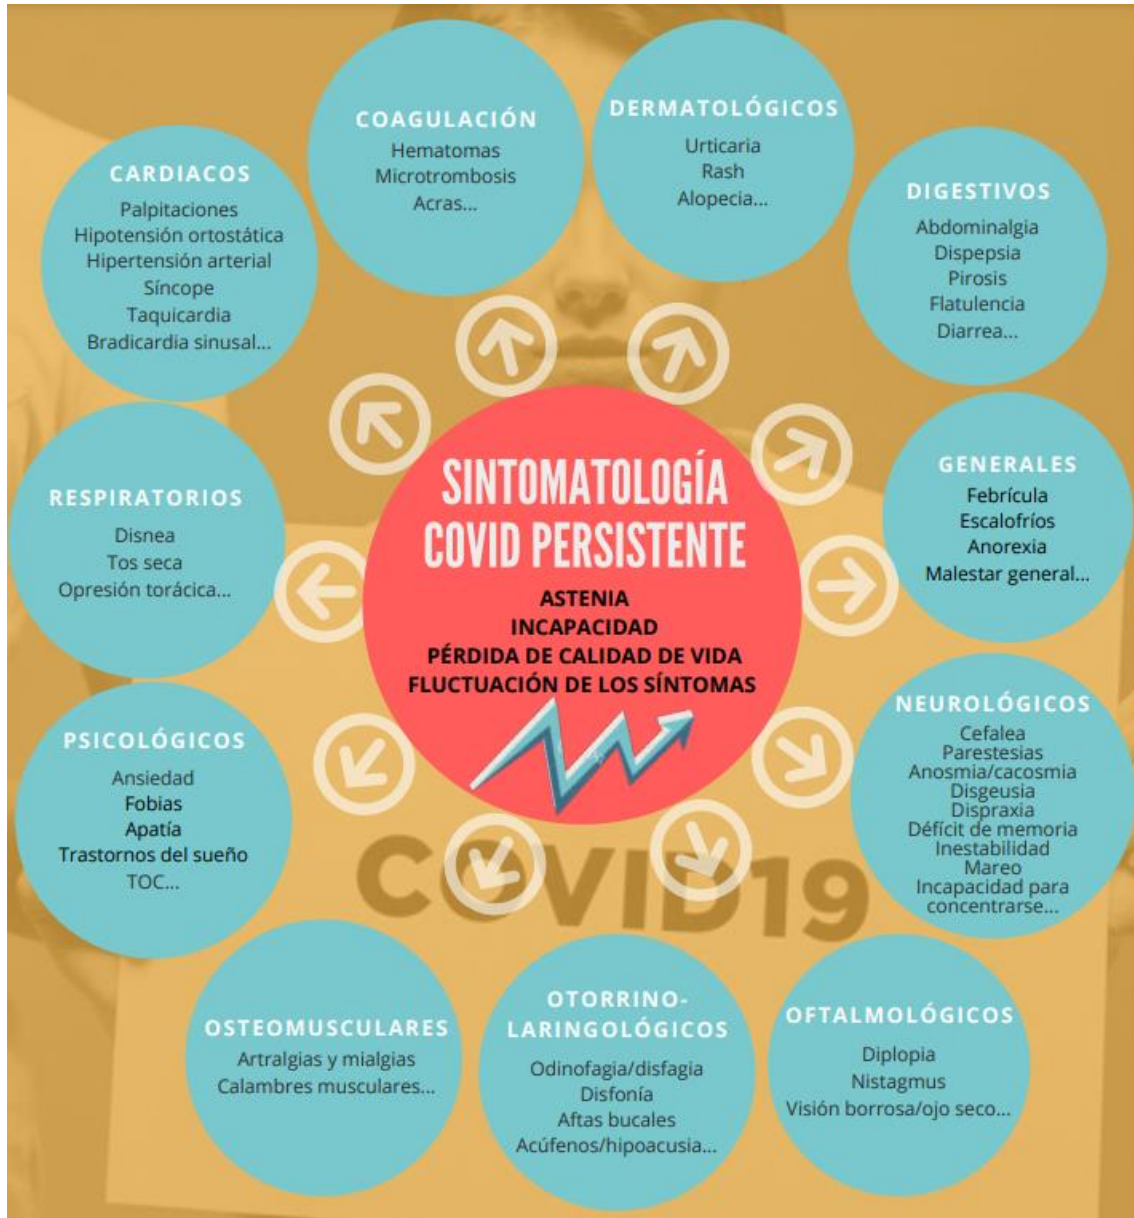 COAGULACIÓN
Hematomas
Microtrombosis
Acras...
DERMATOLÓGICOS
Urticaria
Rash
Alopecia...
CARDIACOS
Palpitaciones
Hipotensión ortostática
Hipertensión arterial
Síncope
Taquicardia
Bradicardia sinusal...
DIGESTIVOS
Abdominalgia
Dispepsia
Pirosis
Flatulencia
Diarrea...
RESPIRATORIOS
Disnea
Tos seca
Opresión torácica...
SINTOMATOLOGÍA
COVID PERSISTENTE
ASTENIA
INCAPACIDAD
PÉRDIDA DE CALIDAD DE VIDA
FLUCTUACIÓN DE LOS SÍNTOMAS
GENERALES
Febrícula
Escalofríos
Anorexia
Malestar general...
PSICOLÓGICOS
Ansiedad
Fobias
Apatía
Trastornos del sueño
TOC...
NEUROLÓGICOS
Cefalea
Parestesias
Anosmia/cacosmia
Disgeusia
Dispraxia
Défícit de memoria
Inestabilidad
Mareo
Incapacidad para
concentrarse...
COVID19
OSTEOMUSCULARES
Artralgias y mialgias
Calambres musculares...
OTORRINO-
LARINGOLÓGICOS
Odinofagia/disfagia
Disfonía
Aftas bucales
Acúfenos/hipoacusia...
OFTALMOLÓGICOS
Diplopia
Nistagmus
Visión borrosa/ojo seco...